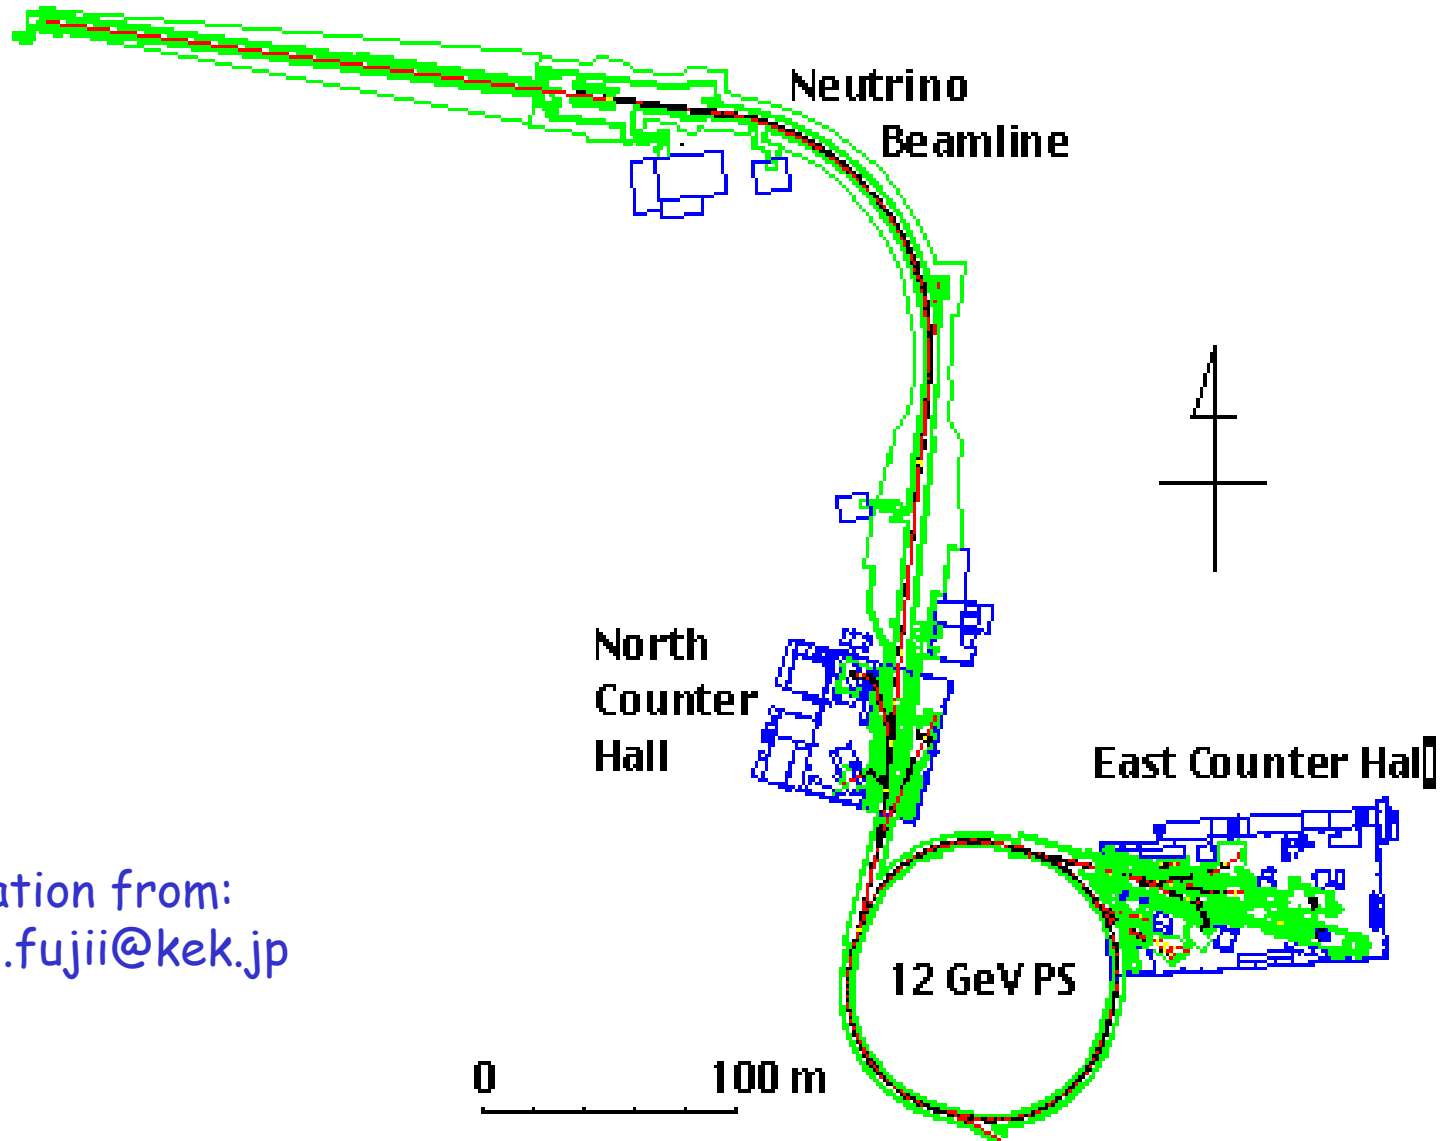 Neutrino
Beamline
North
Counter
Hall
East Counter Hal
ation from:
.fujii@kek.jp
12 GeV PS
0 100 m